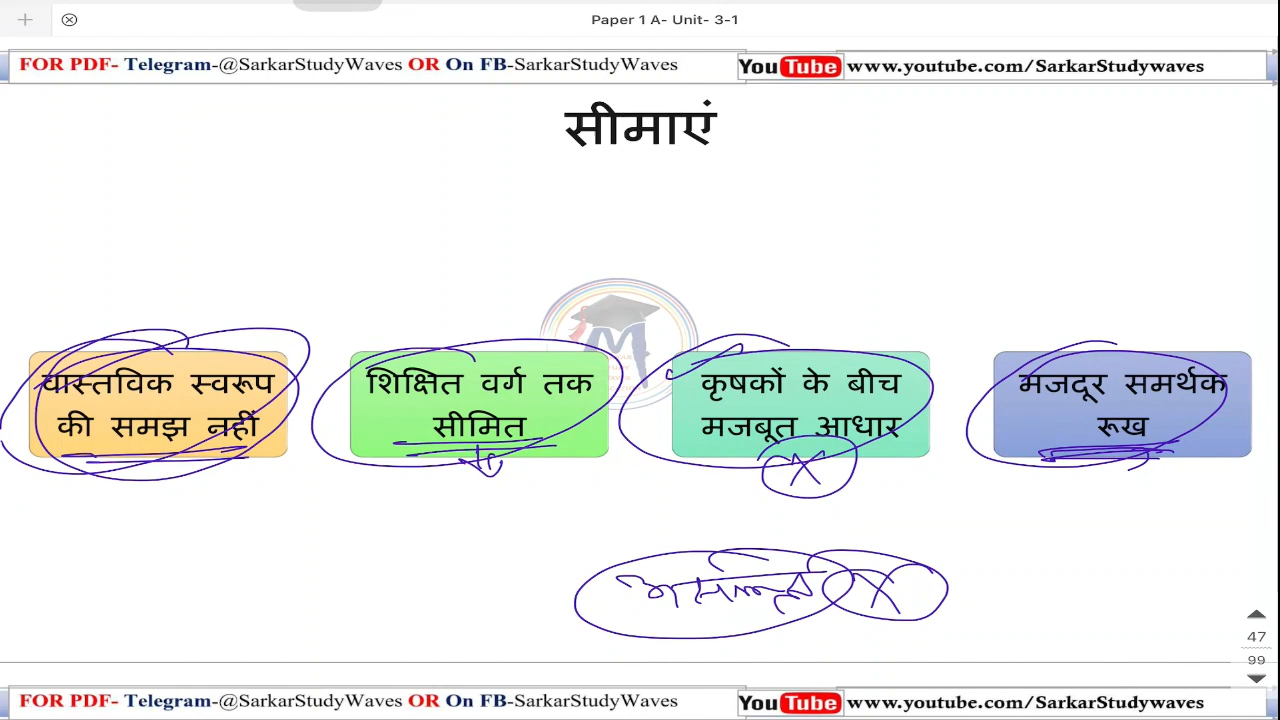 Paper 1 A- Unit- 3-1
FOR PDF- Telegram-@SarkarStudyWaves OR On FB-SarkarStudyWaves YouTube www.youtube.com/SarkarStudywaves
सीमाएं
वास्तविक स्वरूप
की समझ नहीं
शिक्षित वर्ग तक
सीमित
कृषकों के बीच
मजबूत आधार
मजदूर समर्थक
रूख
47
99
FOR PDF- Telegram-@SarkarStudyWaves OR On FB-SarkarStudyWaves YouTube www.youtube.com/SarkarStudywaves